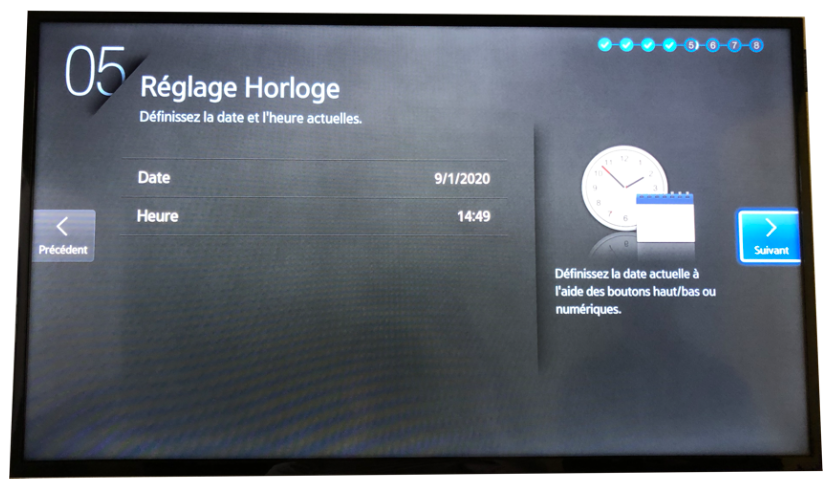 05
5 6 7 8
Réglage Horloge
Définissez la date et l'heure actuelles.
Date 9/1/2020
Heure 14:49
Précédent
Suivant
Définissez la date actuelle à
l'aide des boutons haut/bas ou
numériques.